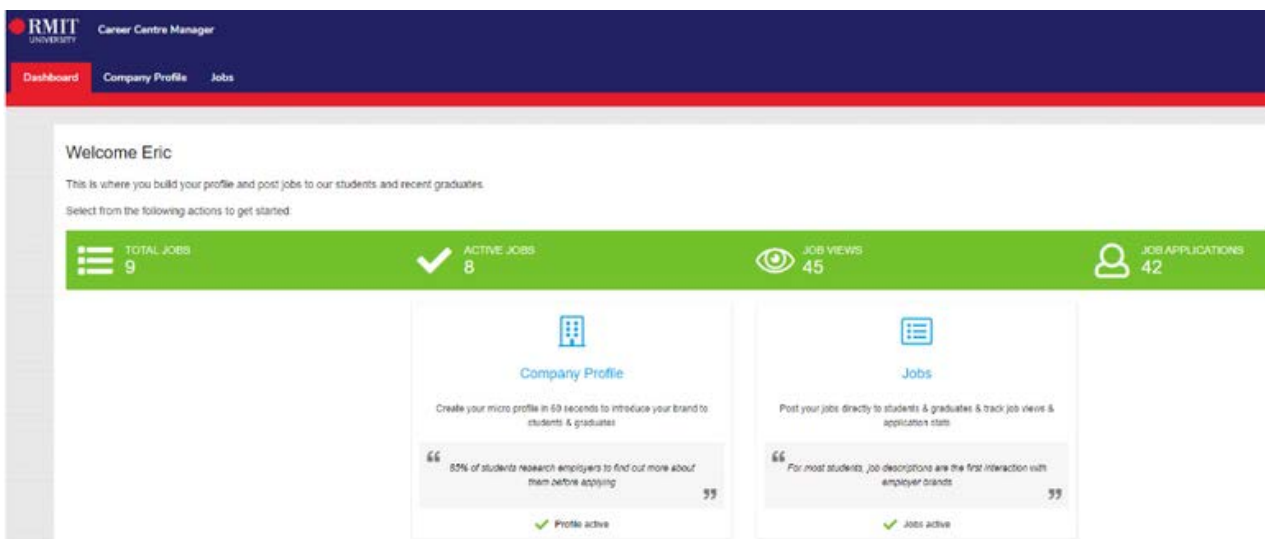 RMIT
UNIVERSITY
Career Centre Manager
Dashboard Company Profile Jobs
Welcome Eric
This is where you build your profile and post jobs to our students and recent graduates.
Select from the following actions to get started:
TOTAL JOBS
9
ACTIVE JOBS
8
JOB VIEWS
45
JOB APPLICATIONS
42
Company Profile
Create your micro profile in 60 seconds to introduce your brand to
students & graduates
“ of students research employers to find out more about
them before applying ”
Profile active
Jobs
Post your jobs directly to students & graduates & track job views &
application stats
“ For most students, job descriptions are the first interaction with
employer brands ”
Jobs active